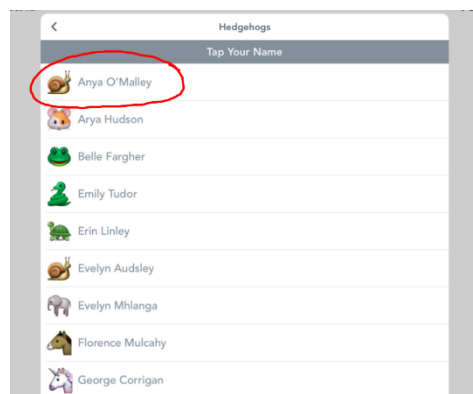 Hedgehogs
Tap Your Name
Anya O’Malley
Arya Hudson
Belle Fargher
Emily Tudor
Erin Linley
Evelyn Audsley
Evelyn Mhlanga
Florence Mulcahy
George Corrigan